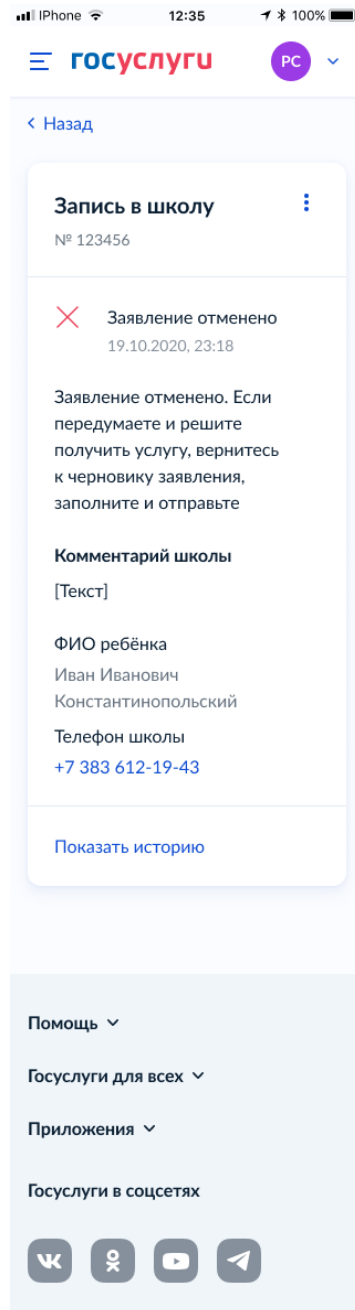 IPhone 12:35 100%
госуслуги РС
Назад
Запись в школу
№ 123456
Заявление отменено
19.10.2020, 23:18
Заявление отменено. Если
передумаете и решите
получить услугу, вернитесь
к черновику заявления,
заполните и отправьте
Комментарий школы
[Текст]
ФИО ребёнка
Иван Иванович
Константинопольский
Телефон школы
+7 383 612-19-43
Показать историю
Помощь
Госуслуги для всех
Приложения
Госуслуги в соцсетях